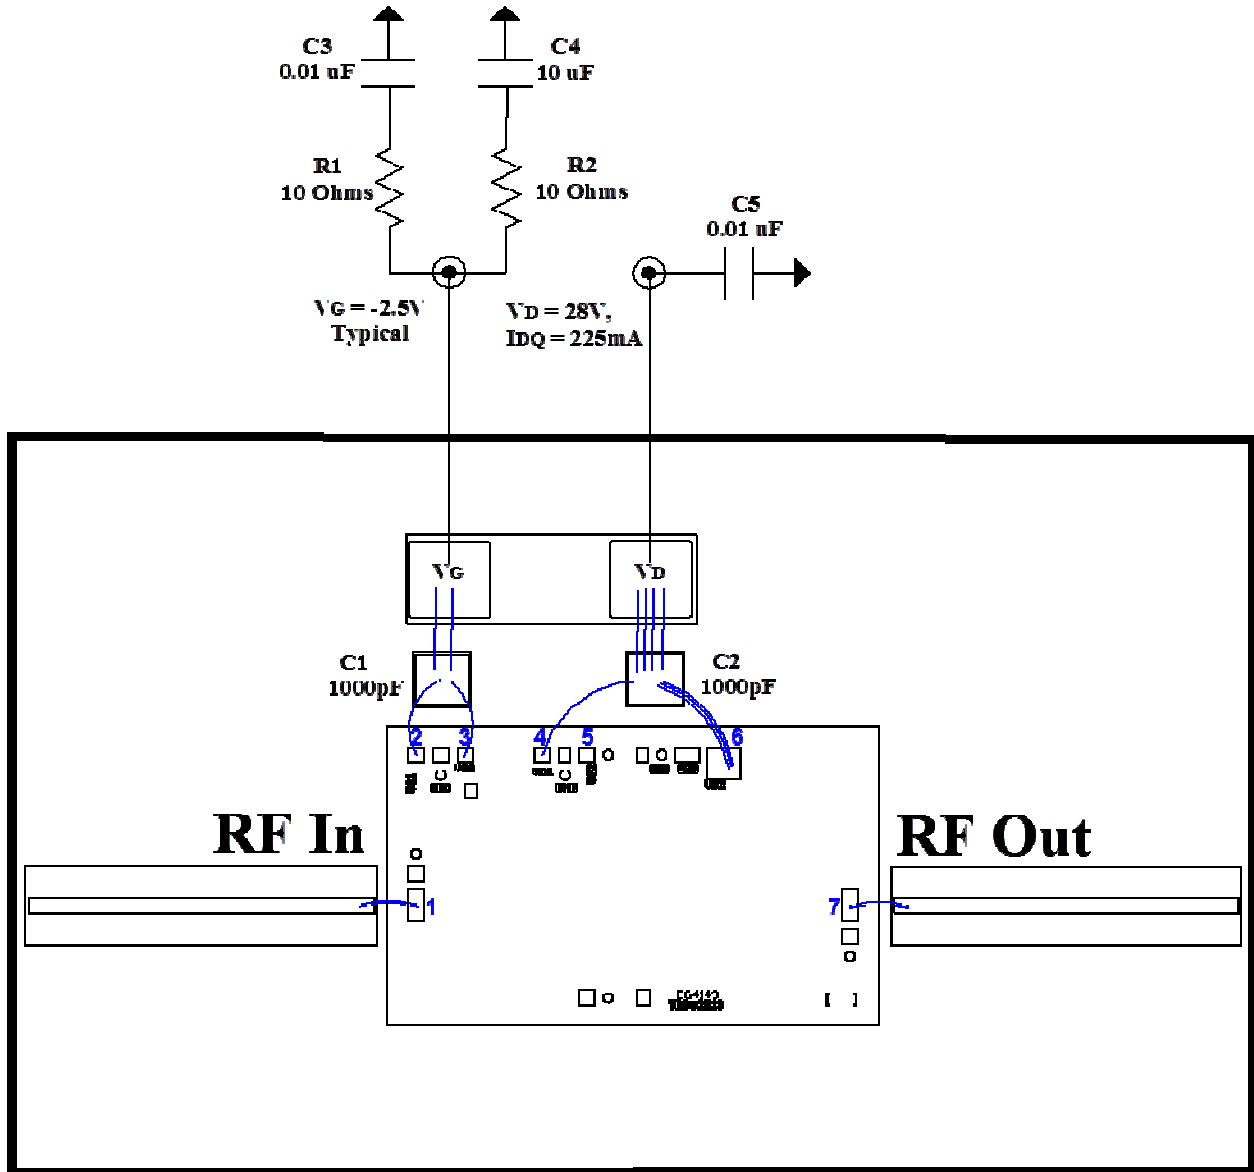 C3
0.01 uF
C4
10 uF
R1
10 Ohms
R2
10 Ohms
C5
0.01 uF
VG = -2.5V
Typical
VD = 28V,
IDQ = 225mA
VG
VD
C1
1000pF
C2
1000pF
2
3
4
5
6
RF In
RF Out
1
7